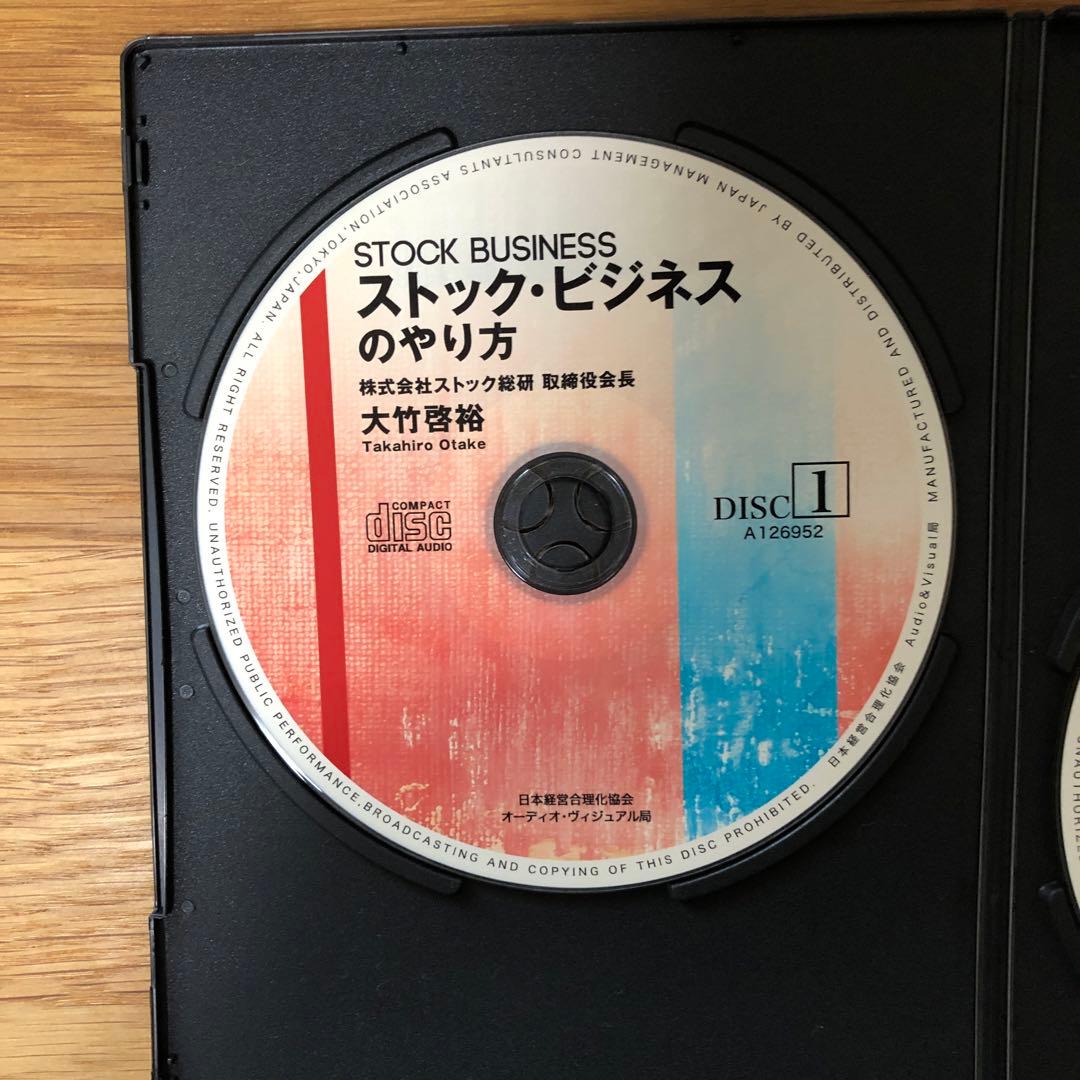 STOCK BUSINESS
ストック・ビジネス
のやり方
株式会社ストック総研 取締役会長
大竹啓裕
Takahiro Otake
COMPACT
disc
DIGITAL AUDIO
DISC 1
A126952
日本経営合理化協会
オーディオ・ヴィジュアル局
日本経営合理化協会 Audio&Visual局 MANUFACTURED AND DISTRIBUTED BY JAPAN MANAGEMENT CONSULTANTS ASSOCIATION,TOKYO,JAPAN. ALL RIGHT RESERVED. UNAUTHORIZED PUBLIC PERFORMANCE,BROADCASTING AND COPYING OF THIS DISC PROHIBITED.